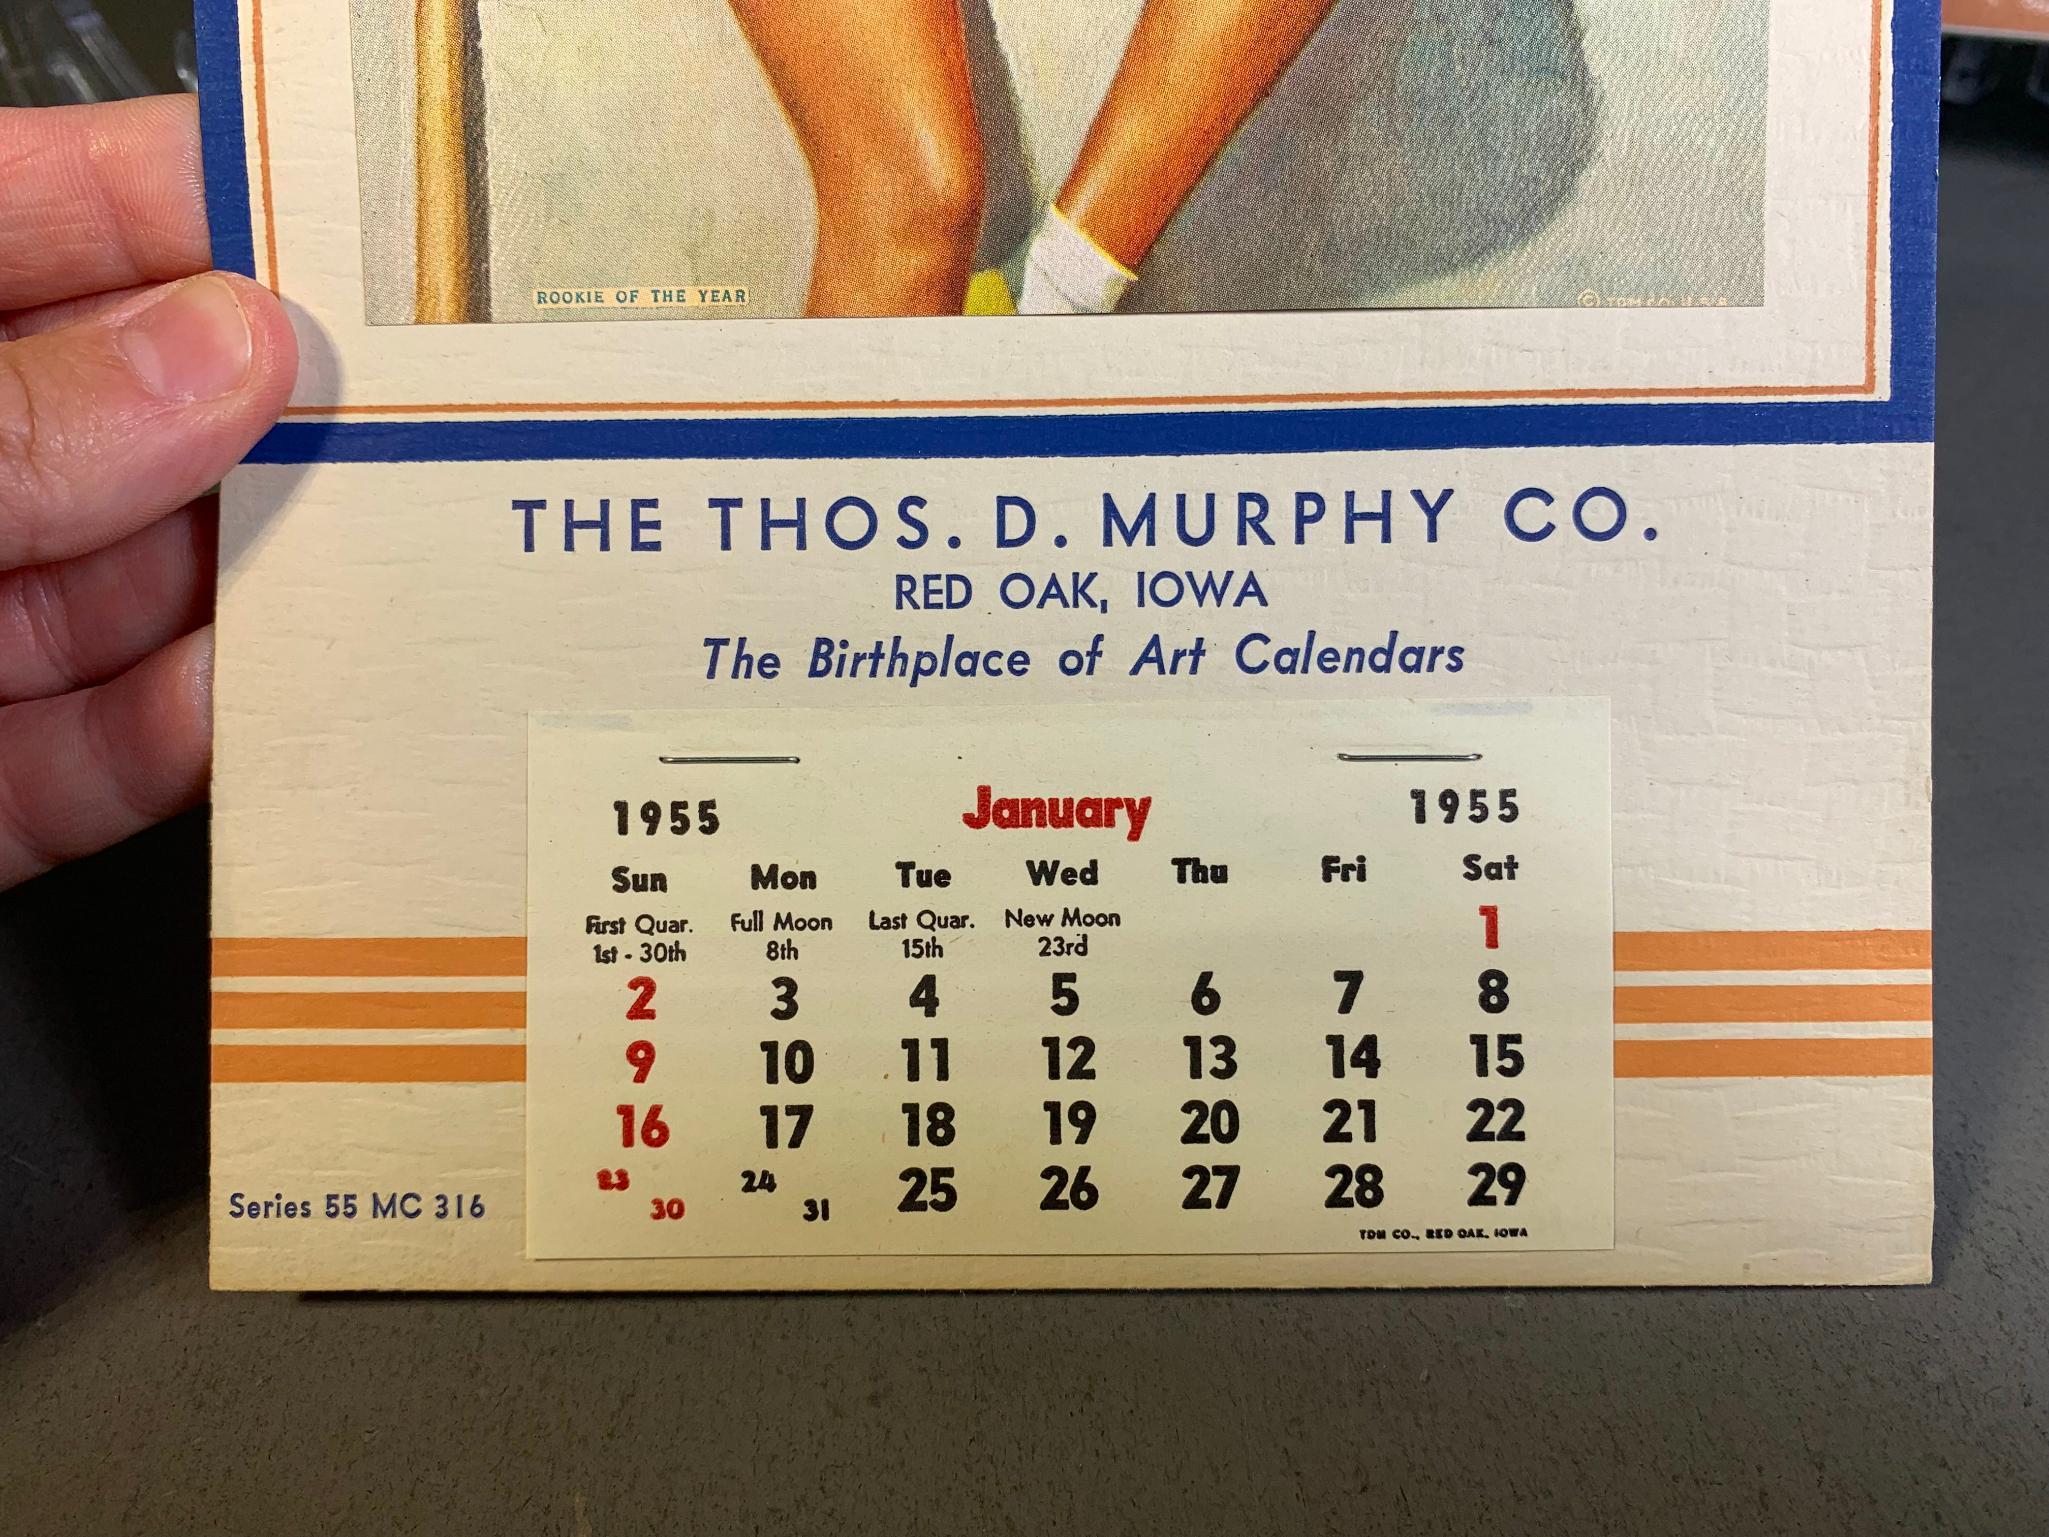 ROOKIE OF THE YEAR
© TDM CO. U.S.A.
THE THOS. D. MURPHY CO.
RED OAK, IOWA
The Birthplace of Art Calendars
1955 January 1955
Sun Mon Tue Wed Thu Fri Sat
First Quar. Full Moon Last Quar. New Moon 1
1st - 30th 8th 15th 23rd
2 3 4 5 6 7 8
9 10 11 12 13 14 15
16 17 18 19 20 21 22
23 24 25 26 27 28 29
30 31
Series 55 MC 316
TDM CO., RED OAK, IOWA